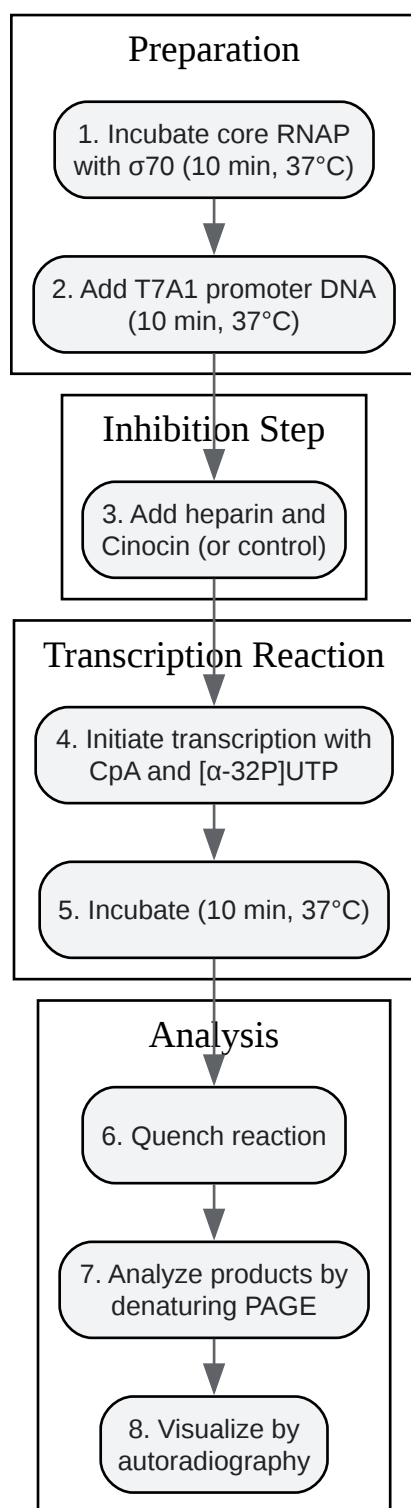 Preparation
1. Incubate core RNAP
with σ70 (10 min, 37°C)
2. Add T7A1 promoter DNA
(10 min, 37°C)
Inhibition Step
3. Add heparin and
Cinocin (or control)
Transcription Reaction
4. Initiate transcription with
CpA and [α-32P]UTP
5. Incubate (10 min, 37°C)
Analysis
6. Quench reaction
7. Analyze products by
denaturing PAGE
8. Visualize by
autoradiography